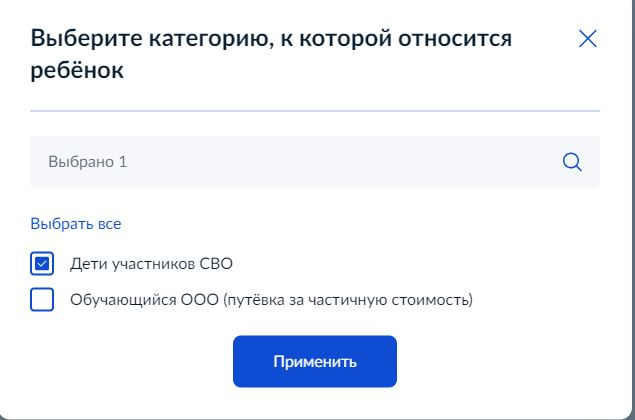 Выберите категорию, к которой относится
ребёнок
Выбрано 1
Выбрать все
Дети участников СВО
Обучающийся ООО (путёвка за частичную стоимость)
Применить